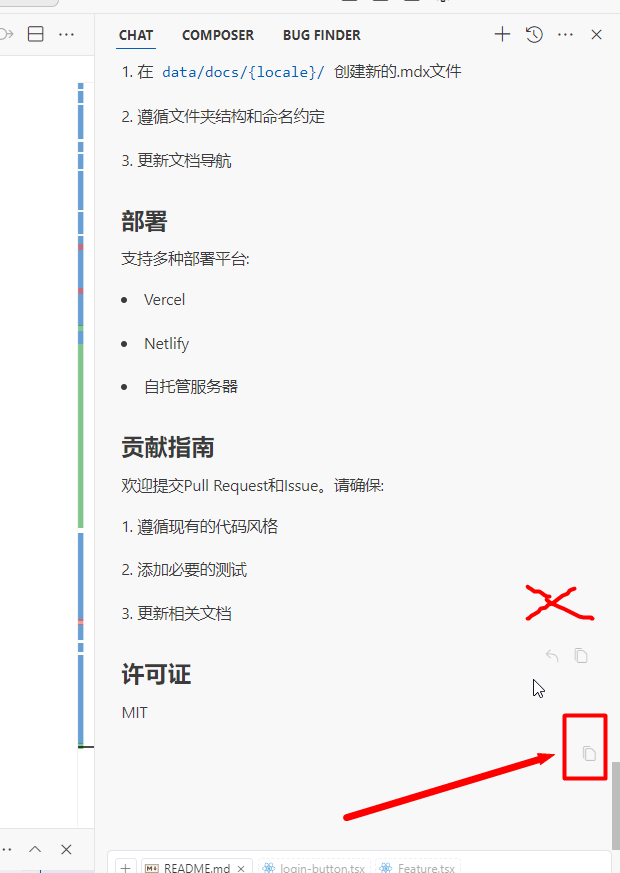 CHAT COMPOSER BUG FINDER
1. 在 data/docs/{locale}/ 创建新的.mdx文件
2. 遵循文件夹结构和命名约定
3. 更新文档导航
部署
支持多种部署平台:
• Vercel
• Netlify
• 自托管服务器
贡献指南
欢迎提交Pull Request和Issue。请确保:
1. 遵循现有的代码风格
2. 添加必要的测试
3. 更新相关文档
许可证
MIT
README.md login-button.tsx Feature.tsx